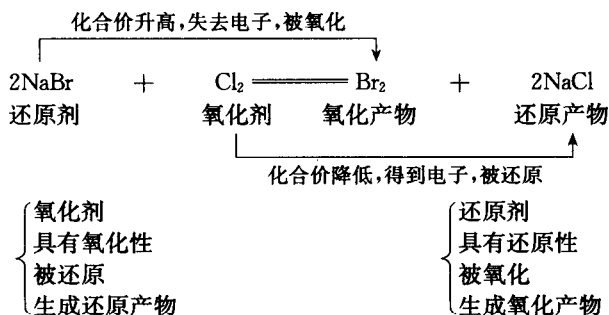 化合价升高,失去电子,被氧化
2NaBr + Cl₂ ═══ Br₂ + 2NaCl
还原剂 氧化剂 氧化产物 还原产物
化合价降低,得到电子,被还原
氧化剂
具有氧化性
被还原
生成还原产物
还原剂
具有还原性
被氧化
生成氧化产物